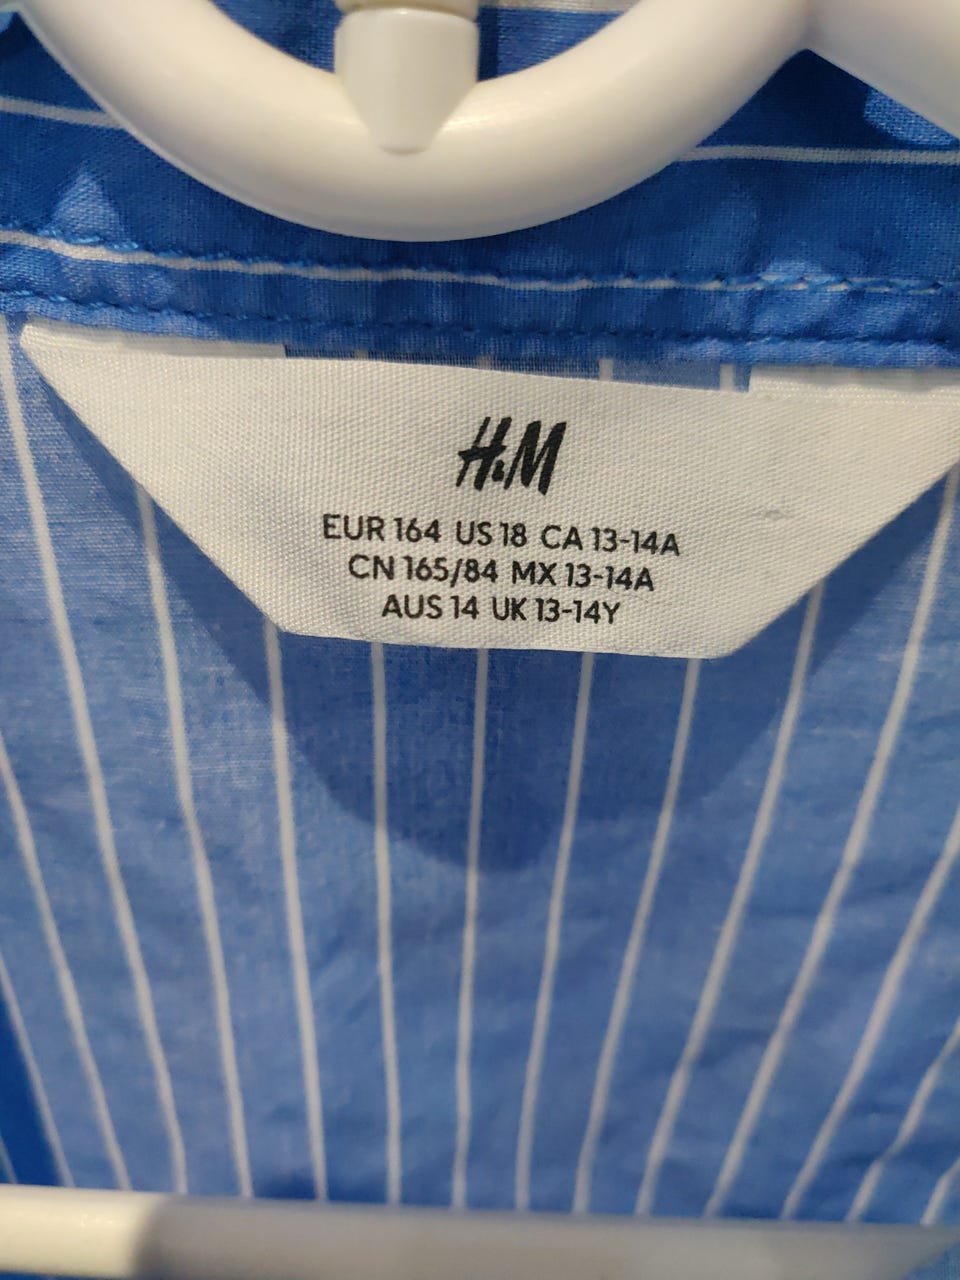 H&M
EUR 164 US 18 CA 13-14A
CN 165/84 MX 13-14A
AUS 14 UK 13-14Y